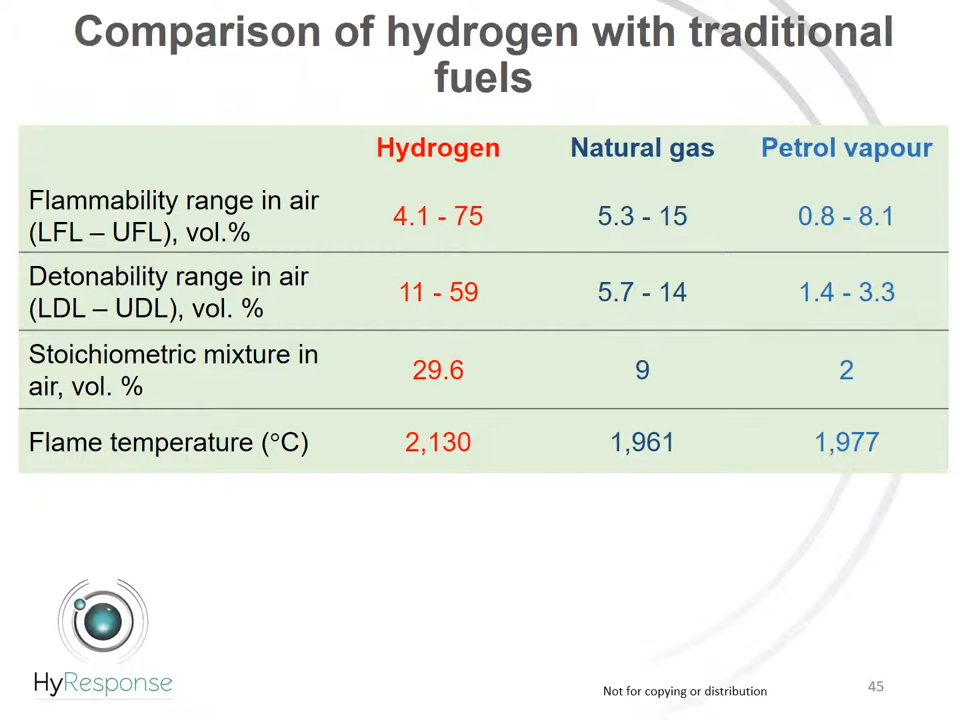 Comparison of hydrogen with traditional
fuels
Hydrogen Natural gas Petrol vapour
Flammability range in air
(LFL – UFL), vol.% 4.1 - 75 5.3 - 15 0.8 - 8.1
Detonability range in air
(LDL – UDL), vol. % 11 - 59 5.7 - 14 1.4 - 3.3
Stoichiometric mixture in
air, vol. % 29.6 9 2
Flame temperature (°C) 2,130 1,961 1,977
HyResponse
Not for copying or distribution
45